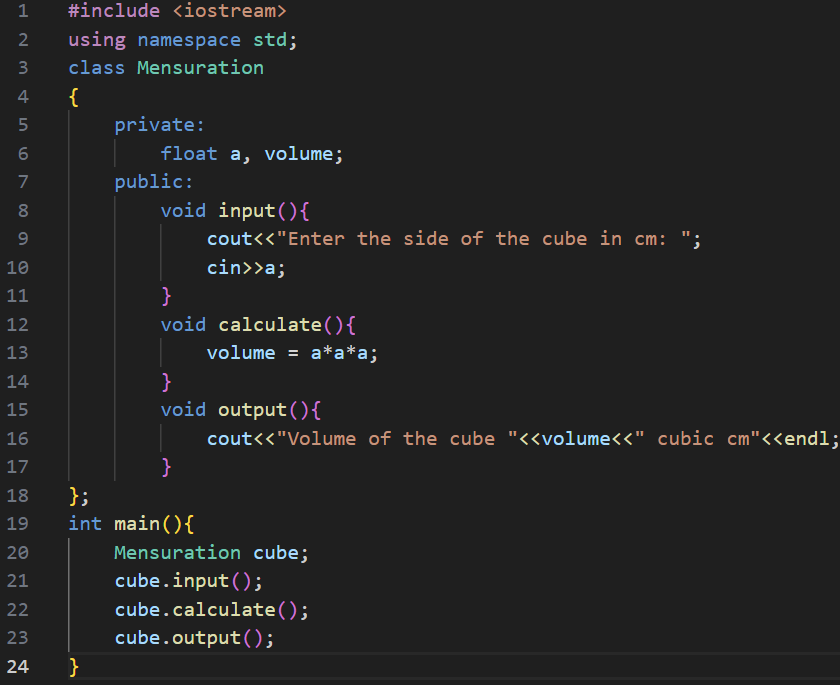 1 #include <iostream>
2 using namespace std;
3 class Mensuration
4 {
5     private:
6         float a, volume;
7     public:
8         void input(){
9             cout<<"Enter the side of the cube in cm: ";
10             cin>>a;
11         }
12         void calculate(){
13             volume = a*a*a;
14         }
15         void output(){
16             cout<<"Volume of the cube "<<volume<<" cubic cm"<<endl;
17         }
18 };
19 int main(){
20     Mensuration cube;
21     cube.input();
22     cube.calculate();
23     cube.output();
24 }